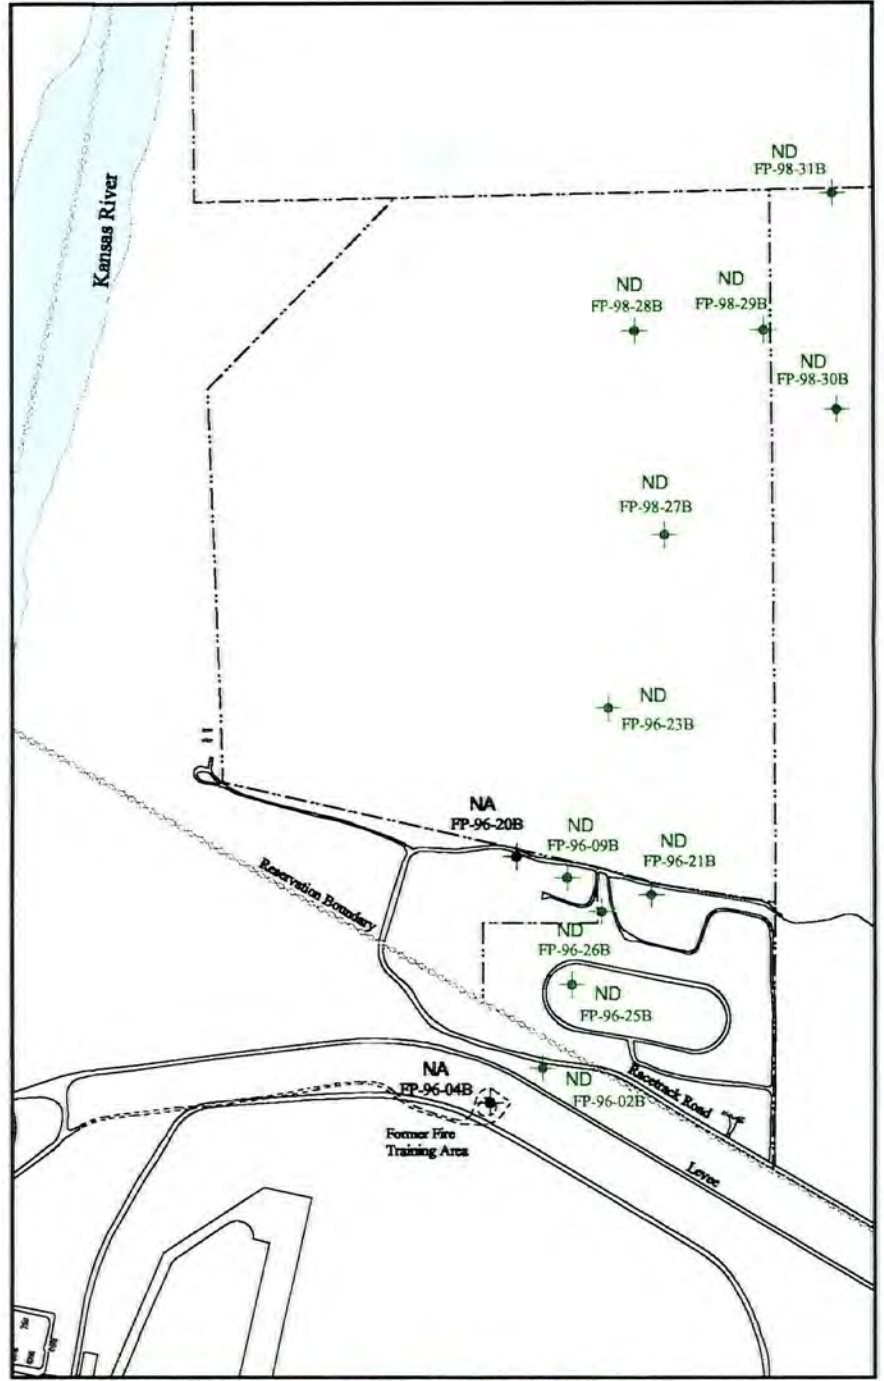 ND
FP-98-31B
Kansas River
ND
FP-98-28B
ND
FP-98-29B
ND
FP-98-30B
ND
FP-98-27B
ND
FP-96-23B
NA
FP-96-20B
ND
FP-96-09B
ND
FP-96-21B
Reservation Boundary
ND
FP-96-26B
ND
FP-96-25B
NA
FP-96-04B
ND
FP-96-02B
Racetrack Road
Former Fire
Training Area
Levee